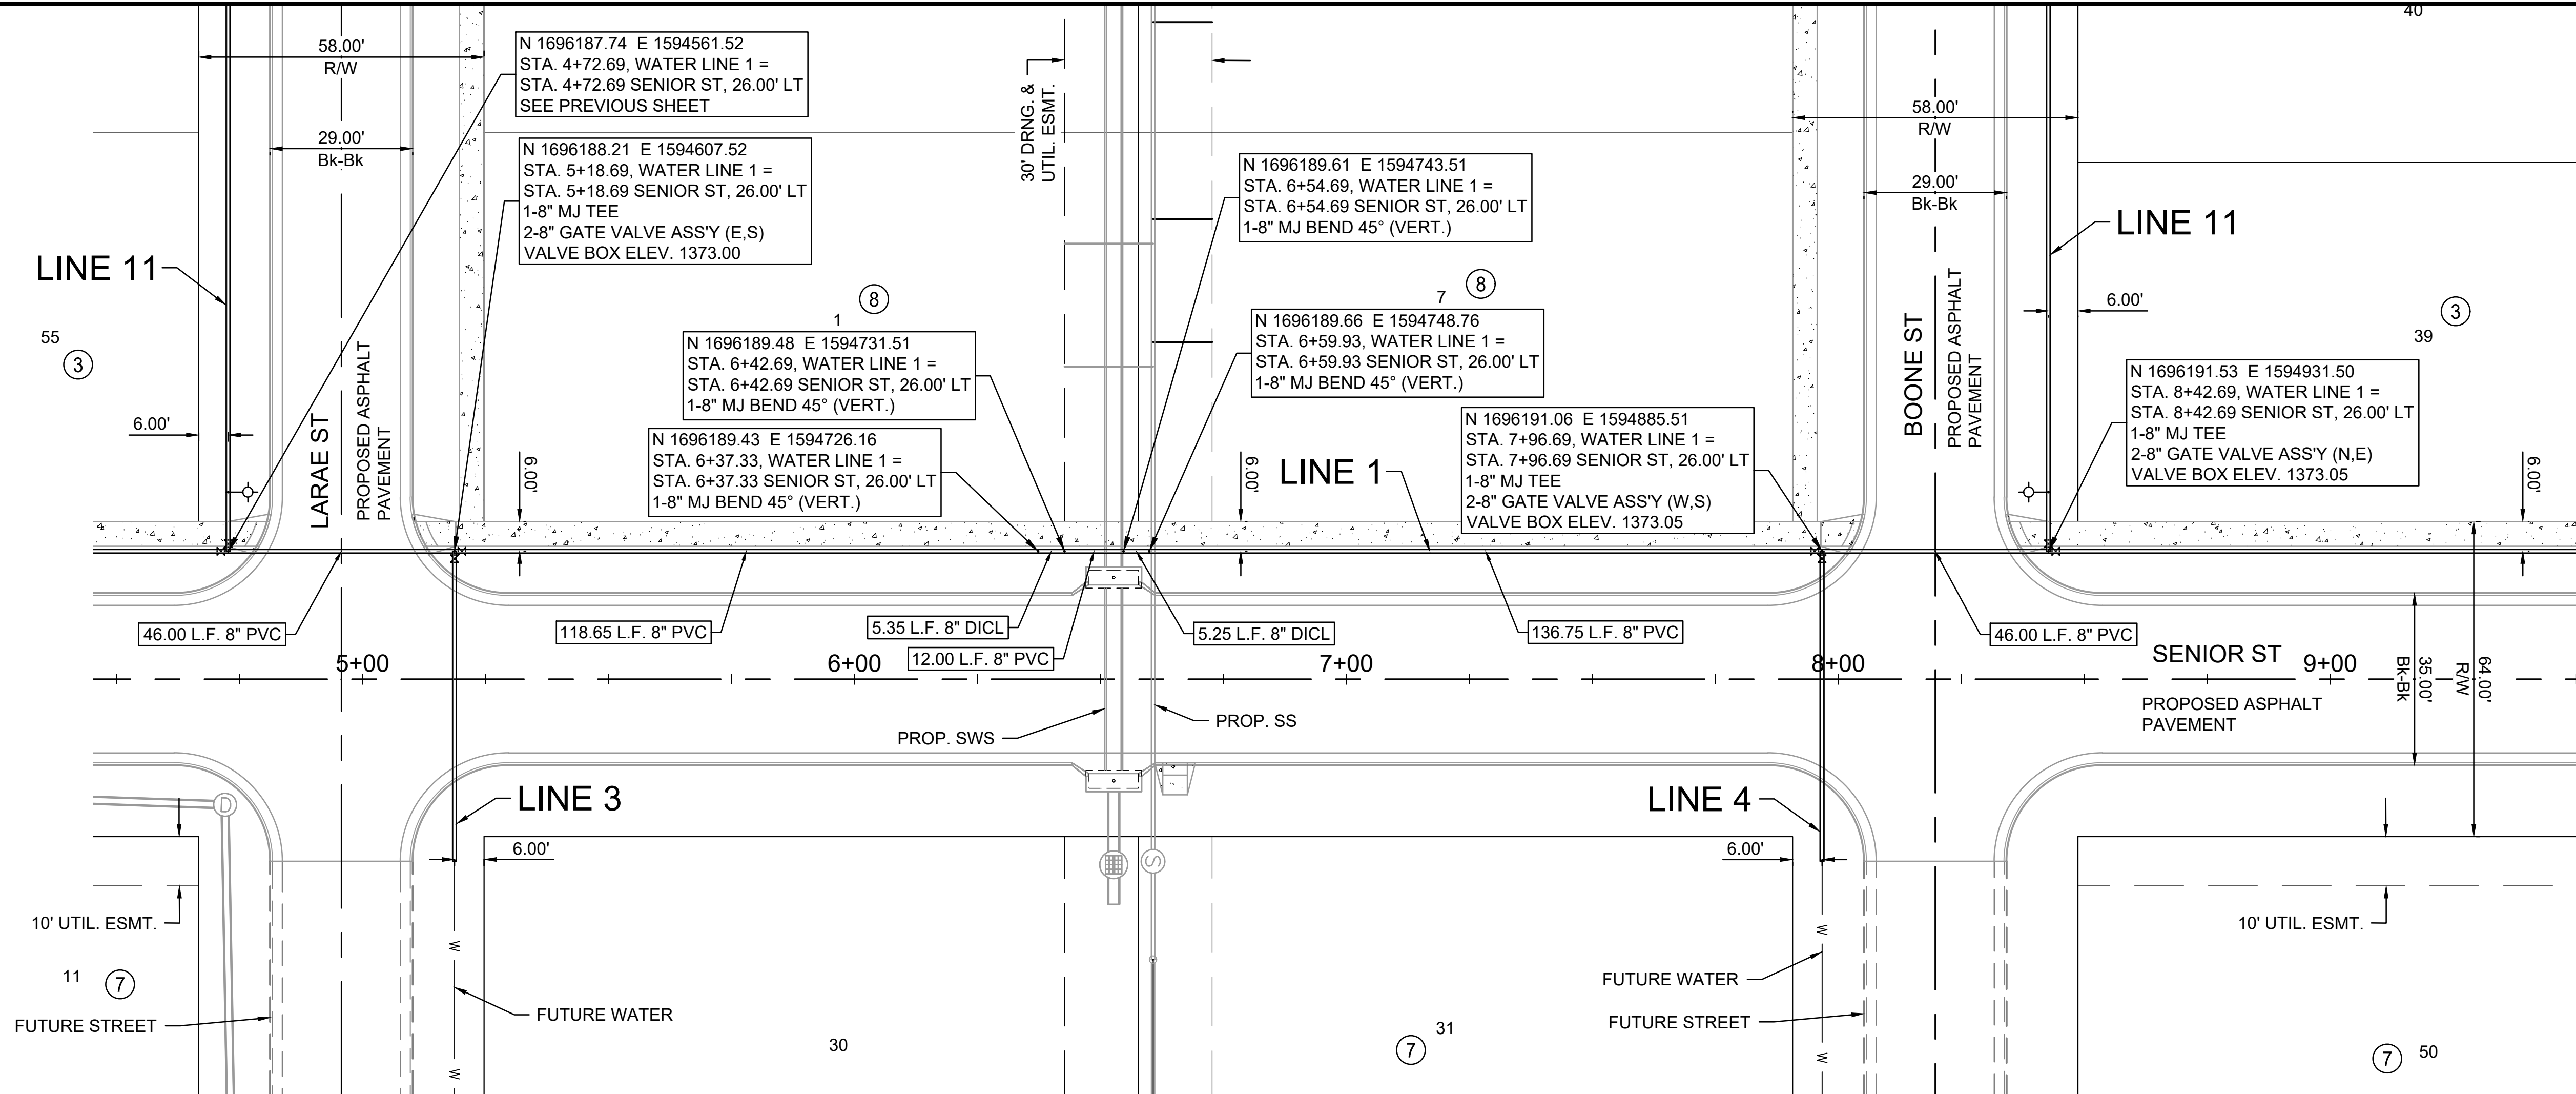 40
58.00'
R/W
29.00'
Bk-Bk
N 1696187.74  E 1594561.52
STA. 4+72.69, WATER LINE 1 =
STA. 4+72.69 SENIOR ST, 26.00' LT
SEE PREVIOUS SHEET
N 1696188.21  E 1594607.52
STA. 5+18.69, WATER LINE 1 =
STA. 5+18.69 SENIOR ST, 26.00' LT
1-8" MJ TEE
2-8" GATE VALVE ASS'Y (E,S)
VALVE BOX ELEV. 1373.00
30' DRNG. &
UTIL. ESMT.
N 1696189.61  E 1594743.51
STA. 6+54.69, WATER LINE 1 =
STA. 6+54.69 SENIOR ST, 26.00' LT
1-8" MJ BEND 45° (VERT.)
58.00'
R/W
29.00'
Bk-Bk
LINE 11
LINE 11
8
1
7
8
6.00'
3
39
55
3
N 1696189.48  E 1594731.51
STA. 6+42.69, WATER LINE 1 =
STA. 6+42.69 SENIOR ST, 26.00' LT
1-8" MJ BEND 45° (VERT.)
N 1696189.66  E 1594748.76
STA. 6+59.93, WATER LINE 1 =
STA. 6+59.93 SENIOR ST, 26.00' LT
1-8" MJ BEND 45° (VERT.)
N 1696191.53  E 1594931.50
STA. 8+42.69, WATER LINE 1 =
STA. 8+42.69 SENIOR ST, 26.00' LT
1-8" MJ TEE
2-8" GATE VALVE ASS'Y (N,E)
VALVE BOX ELEV. 1373.05
BOONE ST
PROPOSED ASPHALT
PAVEMENT
6.00'
LARAE ST
PROPOSED ASPHALT
PAVEMENT
6.00'
N 1696189.43  E 1594726.16
STA. 6+37.33, WATER LINE 1 =
STA. 6+37.33 SENIOR ST, 26.00' LT
1-8" MJ BEND 45° (VERT.)
6.00'
LINE 1
N 1696191.06  E 1594885.51
STA. 7+96.69, WATER LINE 1 =
STA. 7+96.69 SENIOR ST, 26.00' LT
1-8" MJ TEE
2-8" GATE VALVE ASS'Y (W,S)
VALVE BOX ELEV. 1373.05
6.00'
46.00 L.F. 8" PVC
118.65 L.F. 8" PVC
5.35 L.F. 8" DICL
12.00 L.F. 8" PVC
5.25 L.F. 8" DICL
136.75 L.F. 8" PVC
46.00 L.F. 8" PVC
5+00
6+00
7+00
8+00
9+00
SENIOR ST
35.00'
Bk-Bk
64.00'
R/W
PROPOSED ASPHALT
PAVEMENT
PROP. SWS
PROP. SS
D
LINE 3
LINE 4
6.00'
6.00'
S
10' UTIL. ESMT.
10' UTIL. ESMT.
W
W
11
7
FUTURE WATER
FUTURE STREET
FUTURE WATER
FUTURE STREET
30
31
7
7
50
W
W